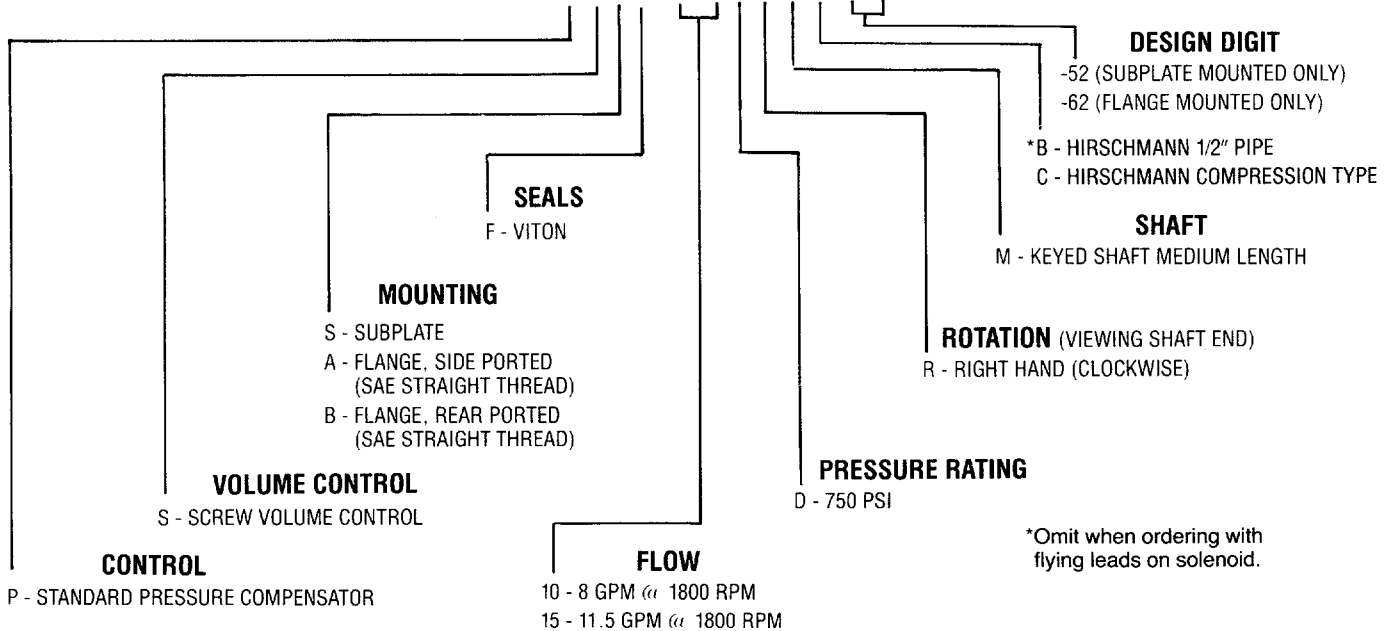 DESIGN DIGIT
-52 (SUBPLATE MOUNTED ONLY)
-62 (FLANGE MOUNTED ONLY)
*B - HIRSCHMANN 1/2" PIPE
C - HIRSCHMANN COMPRESSION TYPE
SHAFT
M - KEYED SHAFT MEDIUM LENGTH
ROTATION (VIEWING SHAFT END)
R - RIGHT HAND (CLOCKWISE)
PRESSURE RATING
D - 750 PSI
*Omit when ordering with
flying leads on solenoid.
SEALS
F - VITON
MOUNTING
S - SUBPLATE
A - FLANGE, SIDE PORTED
(SAE STRAIGHT THREAD)
B - FLANGE, REAR PORTED
(SAE STRAIGHT THREAD)
VOLUME CONTROL
S - SCREW VOLUME CONTROL
CONTROL
P - STANDARD PRESSURE COMPENSATOR
FLOW
10 - 8 GPM @ 1800 RPM
15 - 11.5 GPM @ 1800 RPM